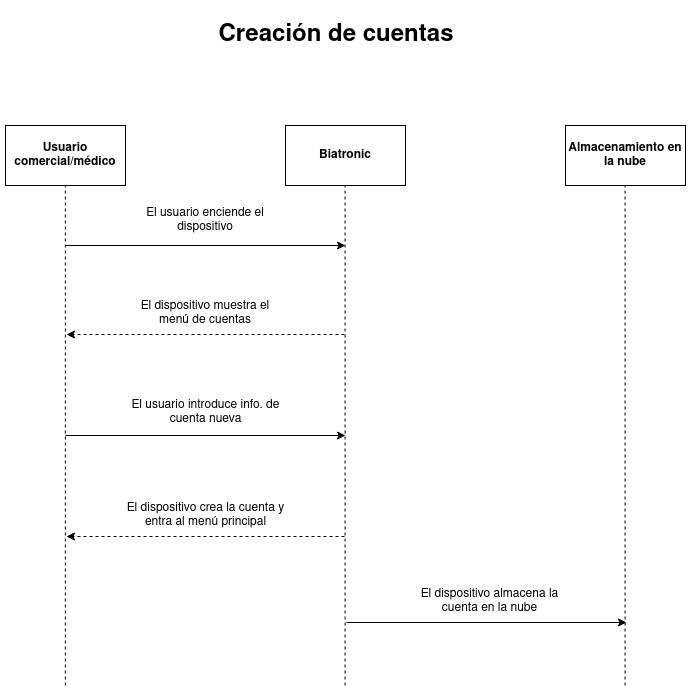 Creación de cuentas
Usuario
comercial/médico
Biatronic
Almacenamiento en
la nube
El usuario enciende el
dispositivo
El dispositivo muestra el
menú de cuentas
El usuario introduce info. de
cuenta nueva
El dispositivo crea la cuenta y
entra al menú principal
El dispositivo almacena la
cuenta en la nube